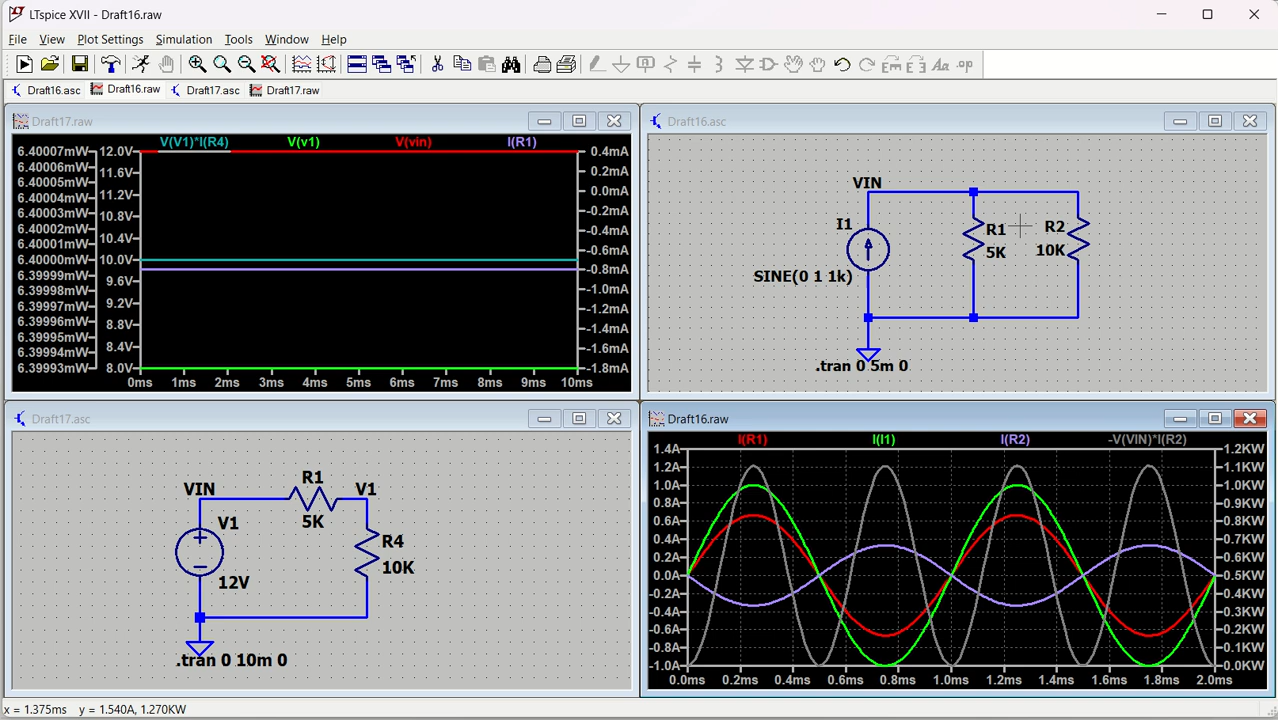 LTspice XVII - Draft16.raw
File View Plot Settings Simulation Tools Window Help
Draft16.asc Draft16.raw Draft17.asc Draft17.raw
Draft17.raw
V(V1)*I(R4) V(v1) V(vin) I(R1)
6.40007mW 12.0V 0.4mA
6.40006mW 11.6V 0.2mA
6.40005mW
6.40004mW 11.2V 0.0mA
6.40003mW 10.8V -0.2mA
6.40002mW 10.4V -0.4mA
6.40001mW -0.6mA
6.40000mW 10.0V -0.8mA
6.39999mW 9.6V -1.0mA
6.39998mW
6.39997mW 9.2V -1.2mA
6.39996mW 8.8V -1.4mA
6.39995mW
6.39994mW 8.4V -1.6mA
6.39993mW 8.0V -1.8mA
0ms 1ms 2ms 3ms 4ms 5ms 6ms 7ms 8ms 9ms 10ms
Draft16.asc
VIN
I1 R1 R2
5K 10K
SINE(0 1 1k)
.tran 0 5m 0
Draft17.asc
R1
VIN V1
5K
V1
R4
10K
12V
.tran 0 10m 0
Draft16.raw
I(R1) I(I1) I(R2) -V(VIN)*I(R2)
1.4A 1.2KW
1.2A 1.1KW
1.0A 1.0KW
0.8A 0.9KW
0.6A 0.8KW
0.4A 0.7KW
0.2A 0.6KW
0.0A 0.5KW
-0.2A 0.4KW
-0.4A 0.3KW
-0.6A 0.2KW
-0.8A 0.1KW
-1.0A 0.0KW
0.0ms 0.2ms 0.4ms 0.6ms 0.8ms 1.0ms 1.2ms 1.4ms 1.6ms 1.8ms 2.0ms
x = 1.375ms y = 1.540A, 1.270KW